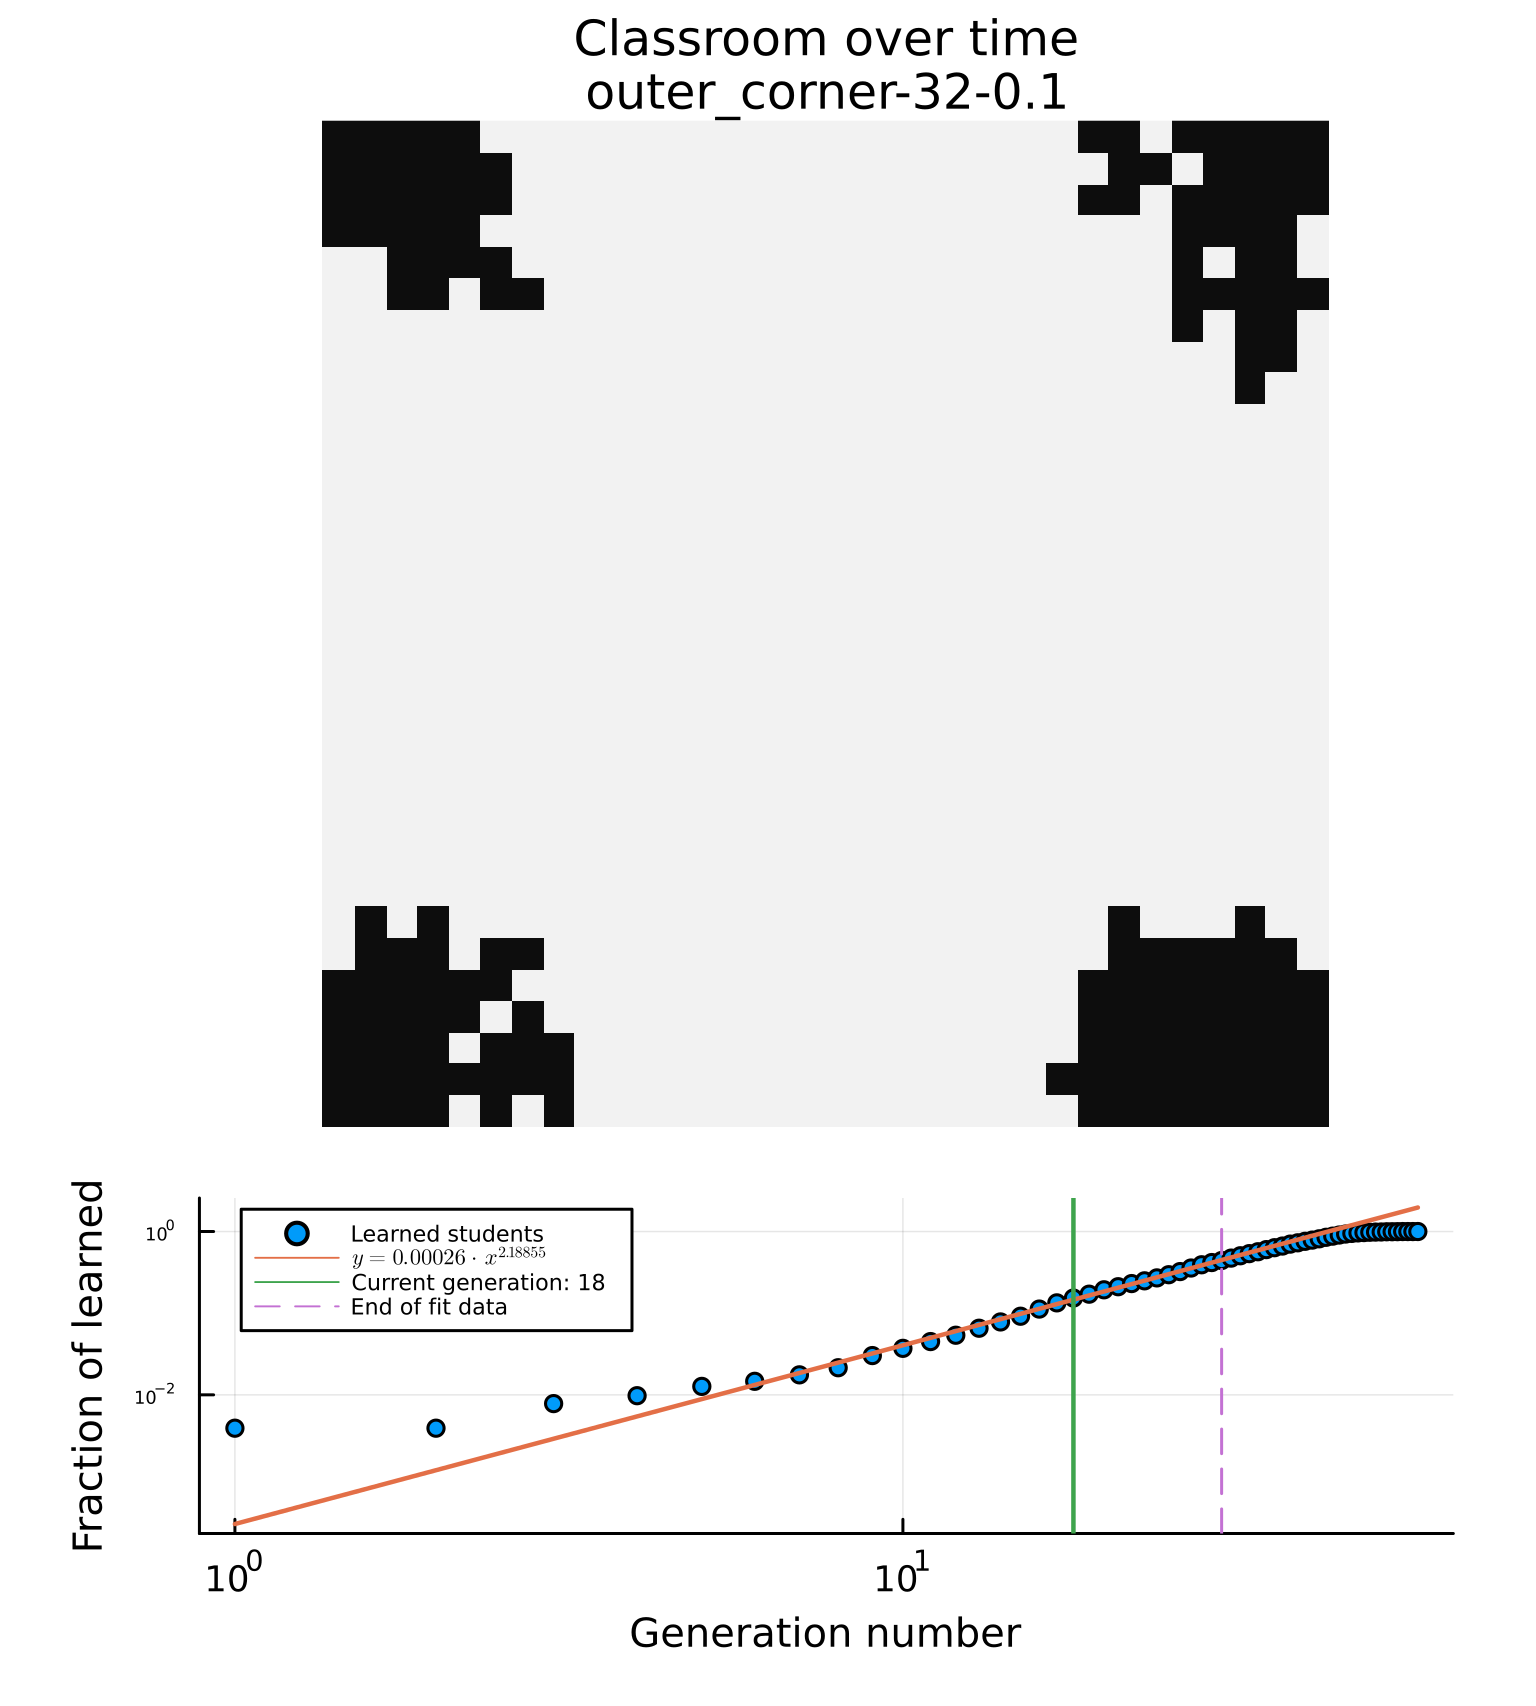 Classroom over time
outer_corner-32-0.1
Fraction of learned
10⁰
10⁻²
Learned students
y = 0.00026 · x^2.18855
Current generation: 18
End of fit data
10⁰
10¹
Generation number